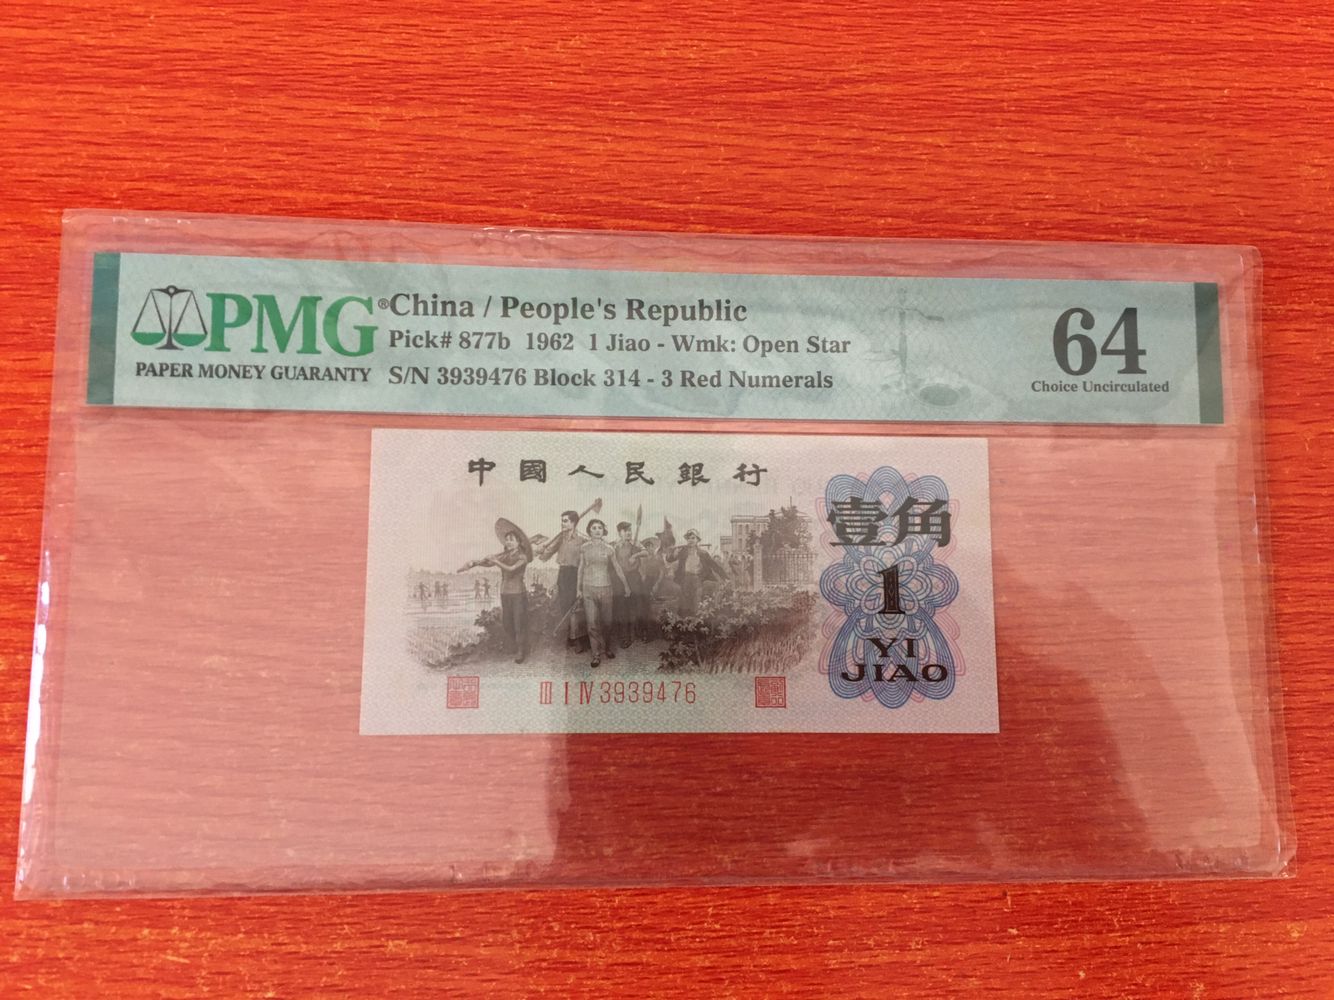 PMG®
PAPER MONEY GUARANTY
China / People's Republic
Pick# 877b 1962 1 Jiao - Wmk: Open Star
S/N 3939476 Block 314 - 3 Red Numerals
64
Choice Uncirculated
中國人民銀行
壹角
1
YI
JIAO
III I IV 3939476